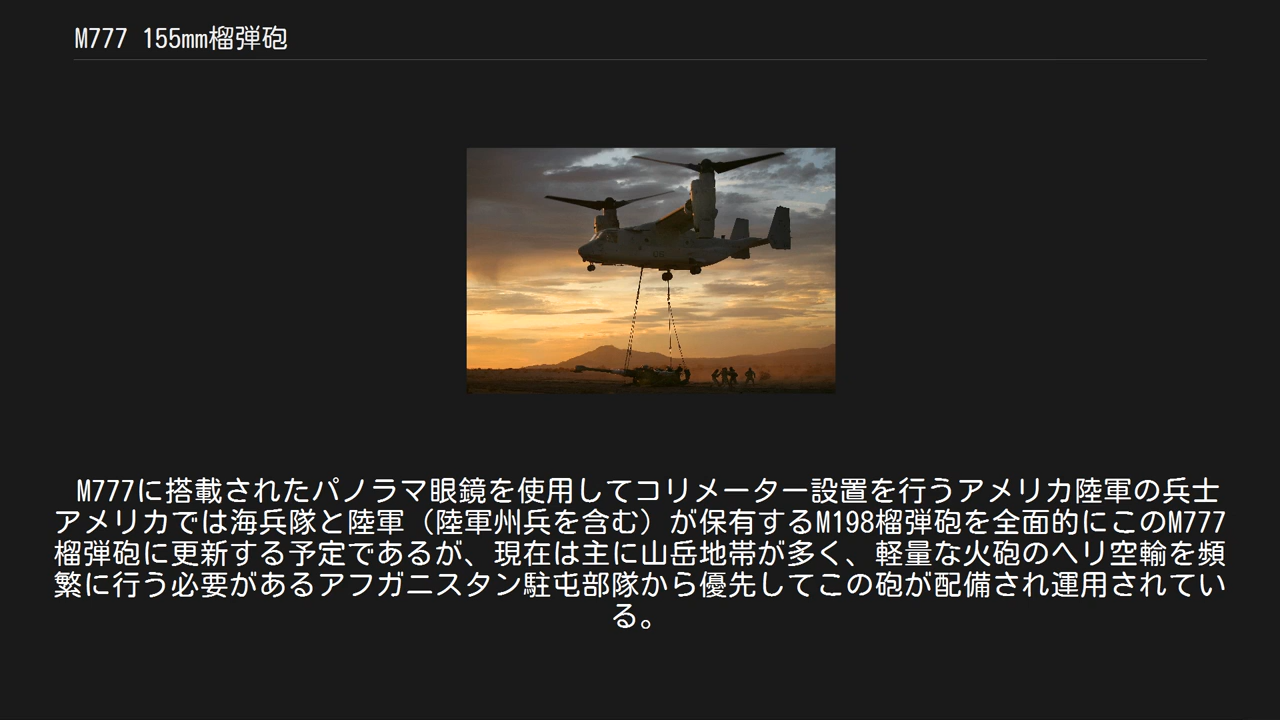 M777 155mm榴弾砲
M777に搭載されたパノラマ眼鏡を使用してコリメーター設置を行うアメリカ陸軍の兵士
アメリカでは海兵隊と陸軍（陸軍州兵を含む）が保有するM198榴弾砲を全面的にこのM777
榴弾砲に更新する予定であるが、現在は主に山岳地帯が多く、軽量な火砲のヘリ空輸を頻
繁に行う必要があるアフガニスタン駐屯部隊から優先してこの砲が配備され運用されてい
る。